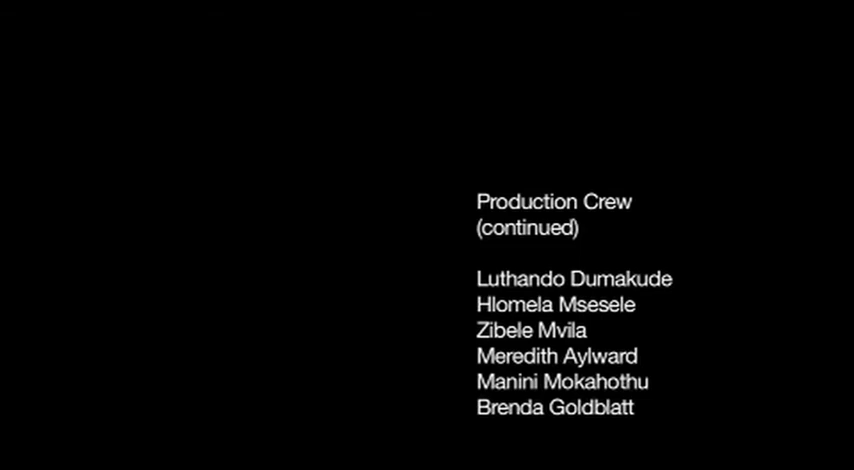 Production Crew
(continued)
Luthando Dumakude
Hlomela Msesele
Zibele Mvila
Meredith Aylward
Manini Mokahothu
Brenda Goldblatt